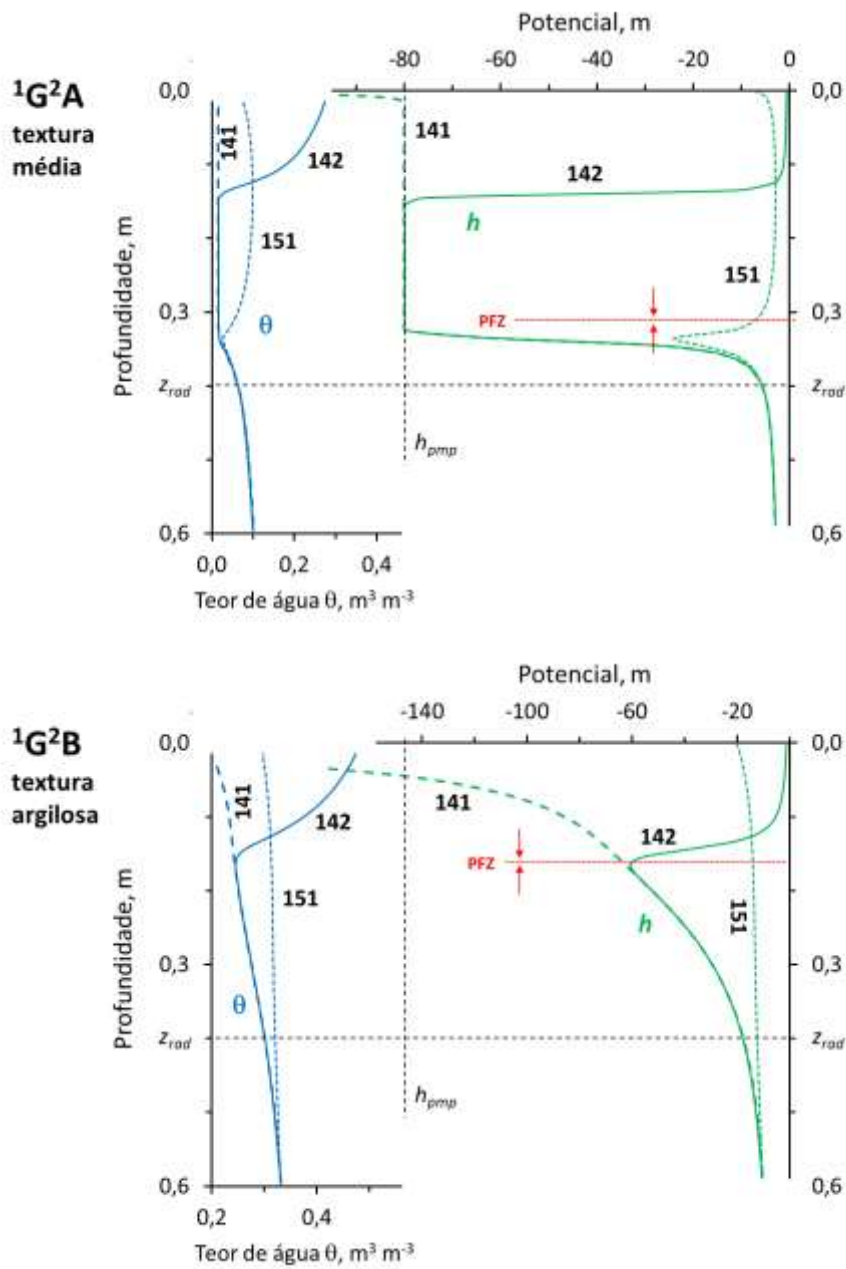 Potencial, m
-80 -60 -40 -20 0
¹G²A
textura
média
0,0 0,0
141 142 151 θ
141 142 151 h
Profundidade, m
0,3 0,3
PFZ
z_rad z_rad
h_pmp
0,6 0,6
0,0 0,2 0,4
Teor de água θ, m³ m⁻³
Potencial, m
-140 -100 -60 -20
¹G²B
textura
argilosa
0,0 0,0
141 142 151 θ
141 142 151 h
PFZ
Profundidade, m
0,3 0,3
z_rad z_rad
h_pmp
0,6 0,6
0,2 0,4
Teor de água θ, m³ m⁻³